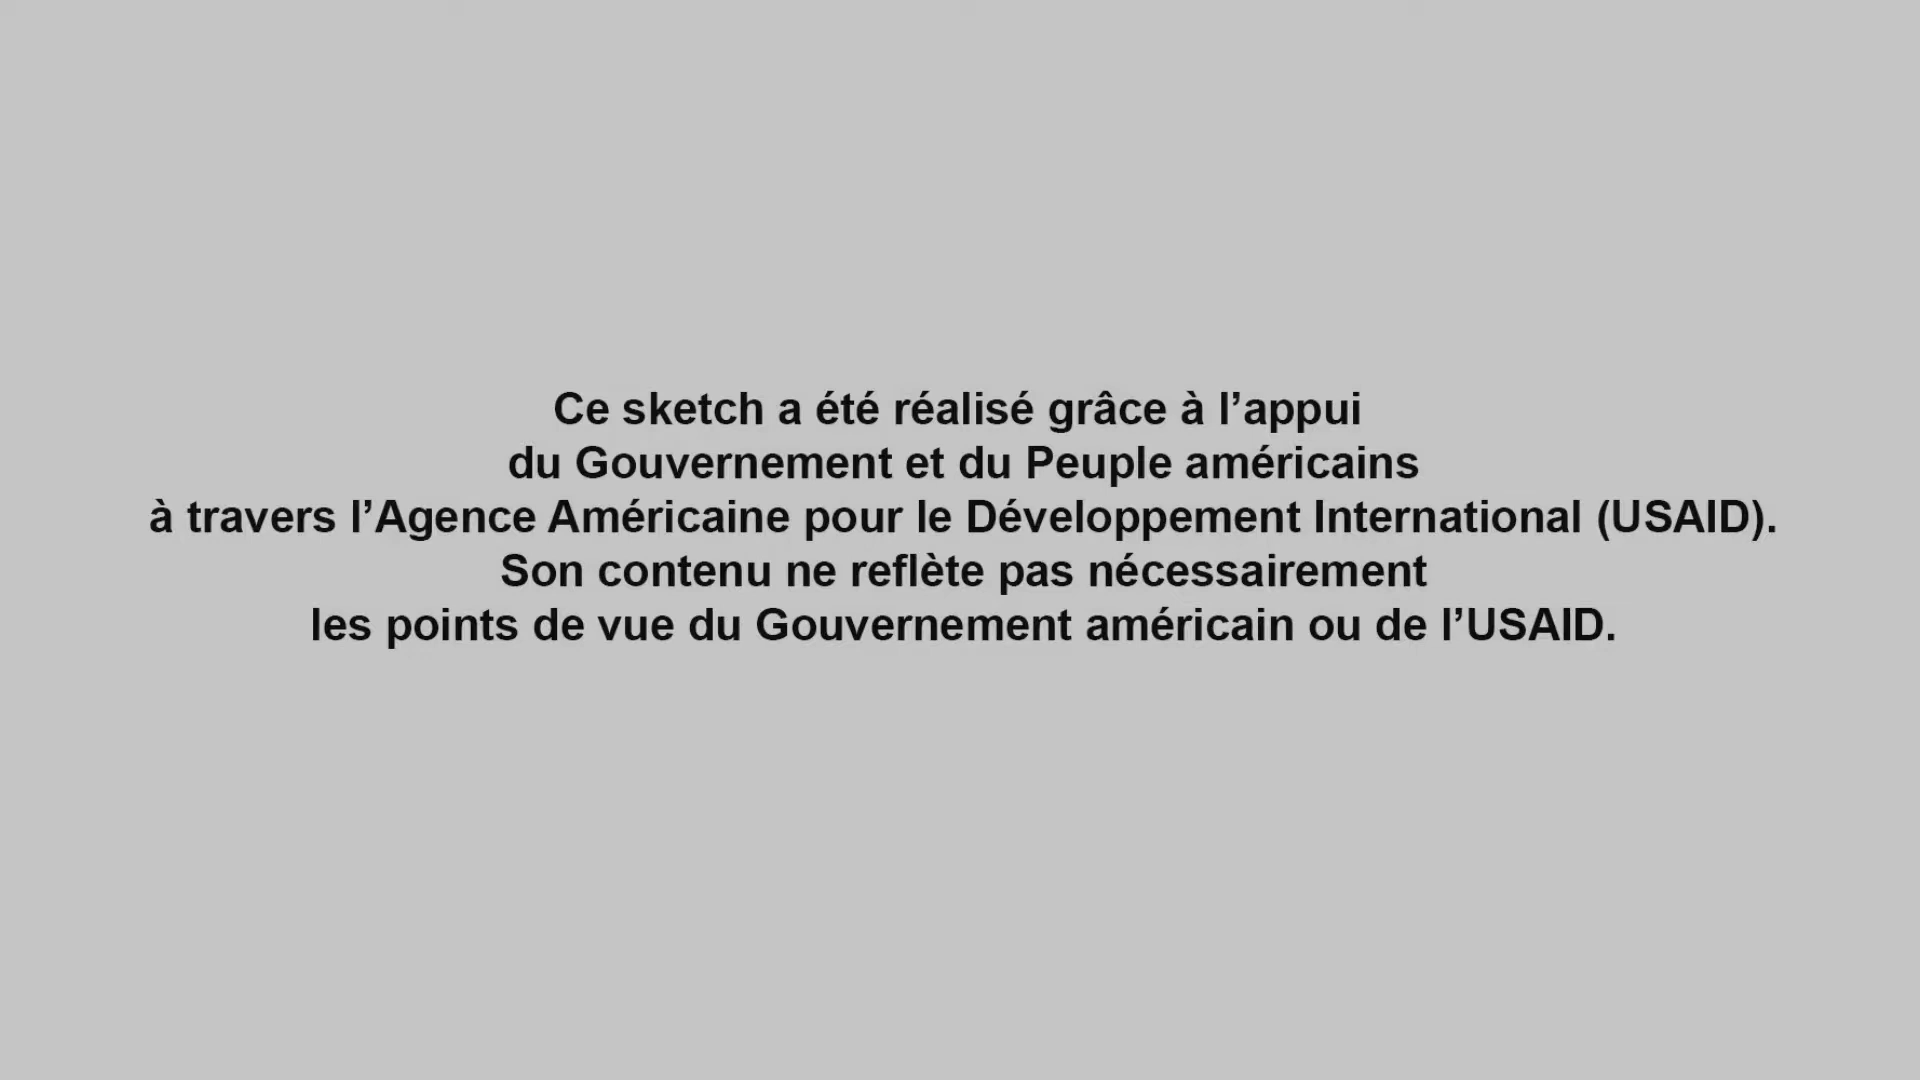 Ce sketch a été réalisé grâce à l’appui
du Gouvernement et du Peuple américains
à travers l’Agence Américaine pour le Développement International (USAID).
Son contenu ne reflète pas nécessairement
les points de vue du Gouvernement américain ou de l’USAID.